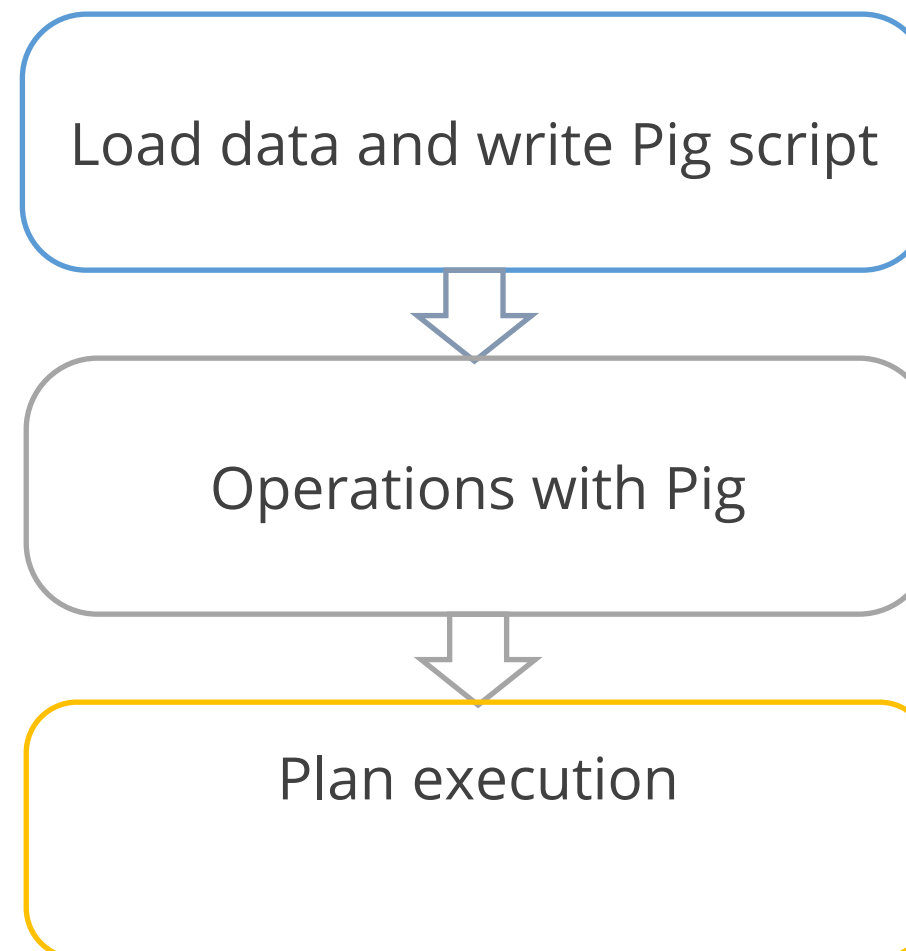 Load data and write Pig script
Operations with Pig
Plan execution